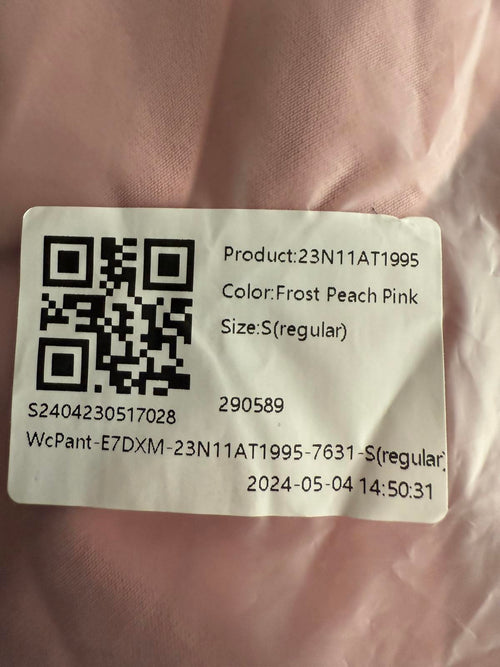 Product:23N11AT1995
Color:Frost Peach Pink
Size:S(regular)
290589
S2404230517028
WcPant-E7DXM-23N11AT1995-7631-S(regular)
2024-05-04 14:50:31